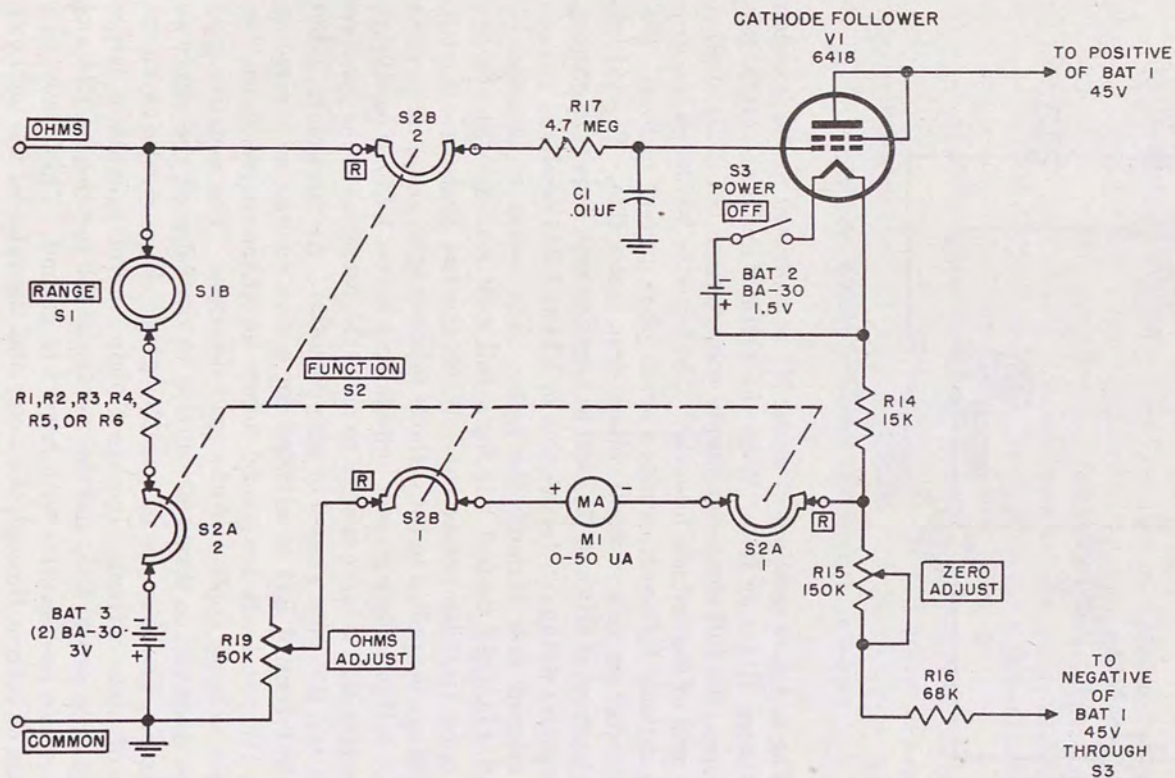 CATHODE FOLLOWER
V1
6418
TO POSITIVE
OF BAT 1
45V
OHMS
S2B
2
R
R17
4.7 MEG
C1
.01UF
S3
POWER
OFF
BAT 2
BA-30
1.5V
-
+
RANGE
S1
S1B
R1, R2, R3, R4,
R5, OR R6
FUNCTION
S2
R14
15K
S2A
2
R
S2B
1
+
MA
-
M1
0-50 UA
S2A
1
R
R15
150K
ZERO
ADJUST
BAT 3
(2) BA-30
3V
-
+
R19
50K
OHMS
ADJUST
R16
68K
TO
NEGATIVE
OF
BAT 1
45V
THROUGH
S3
COMMON